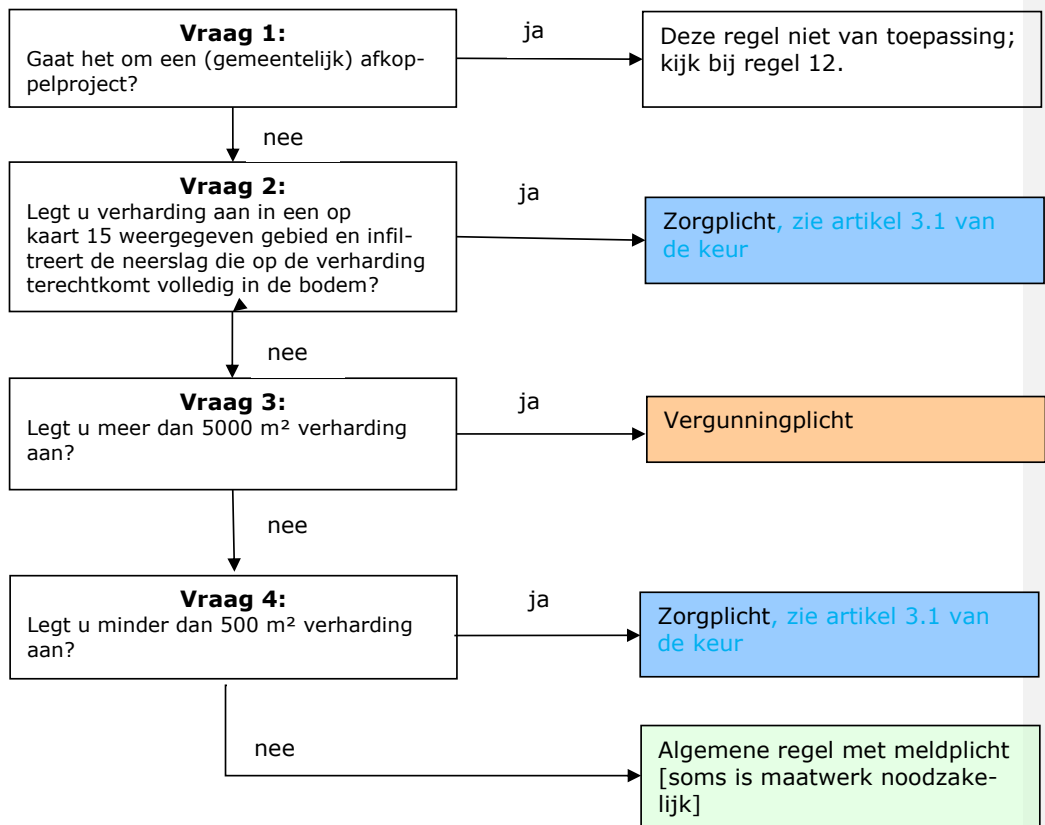 Vraag 1:
Gaat het om een (gemeentelijk) afkop-
pelproject?
ja
Deze regel niet van toepassing;
kijk bij regel 12.
nee
Vraag 2:
Legt u verharding aan in een op
kaart 15 weergegeven gebied en infil-
treert de neerslag die op de verharding
terechtkomt volledig in de bodem?
ja
Zorgplicht, zie artikel 3.1 van
de keur
nee
Vraag 3:
Legt u meer dan 5000 m² verharding
aan?
ja
Vergunningplicht
nee
Vraag 4:
Legt u minder dan 500 m² verharding
aan?
ja
Zorgplicht, zie artikel 3.1 van
de keur
nee
Algemene regel met meldplicht
[soms is maatwerk noodzake-
lijk]